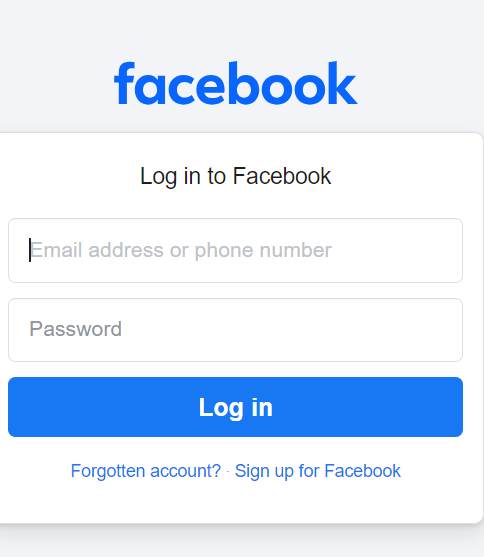 facebook
Log in to Facebook
Email address or phone number
Password
Log in
Forgotten account? · Sign up for Facebook